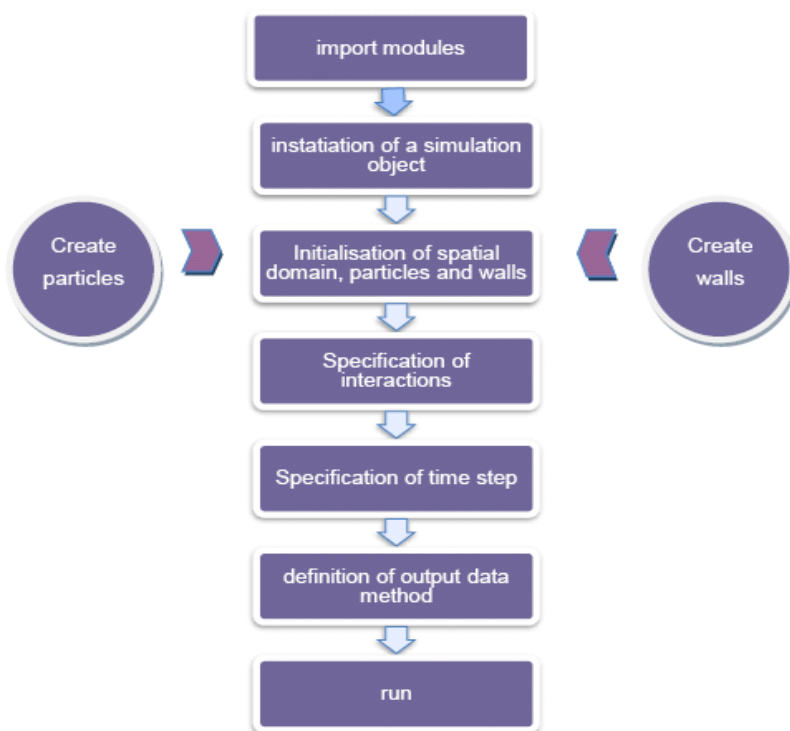 import modules
instatiation of a simulation
object
Create
particles
Initialisation of spatial
domain, particles and walls
Create
walls
Specification of
interactions
Specification of time step
definition of output data
method
run